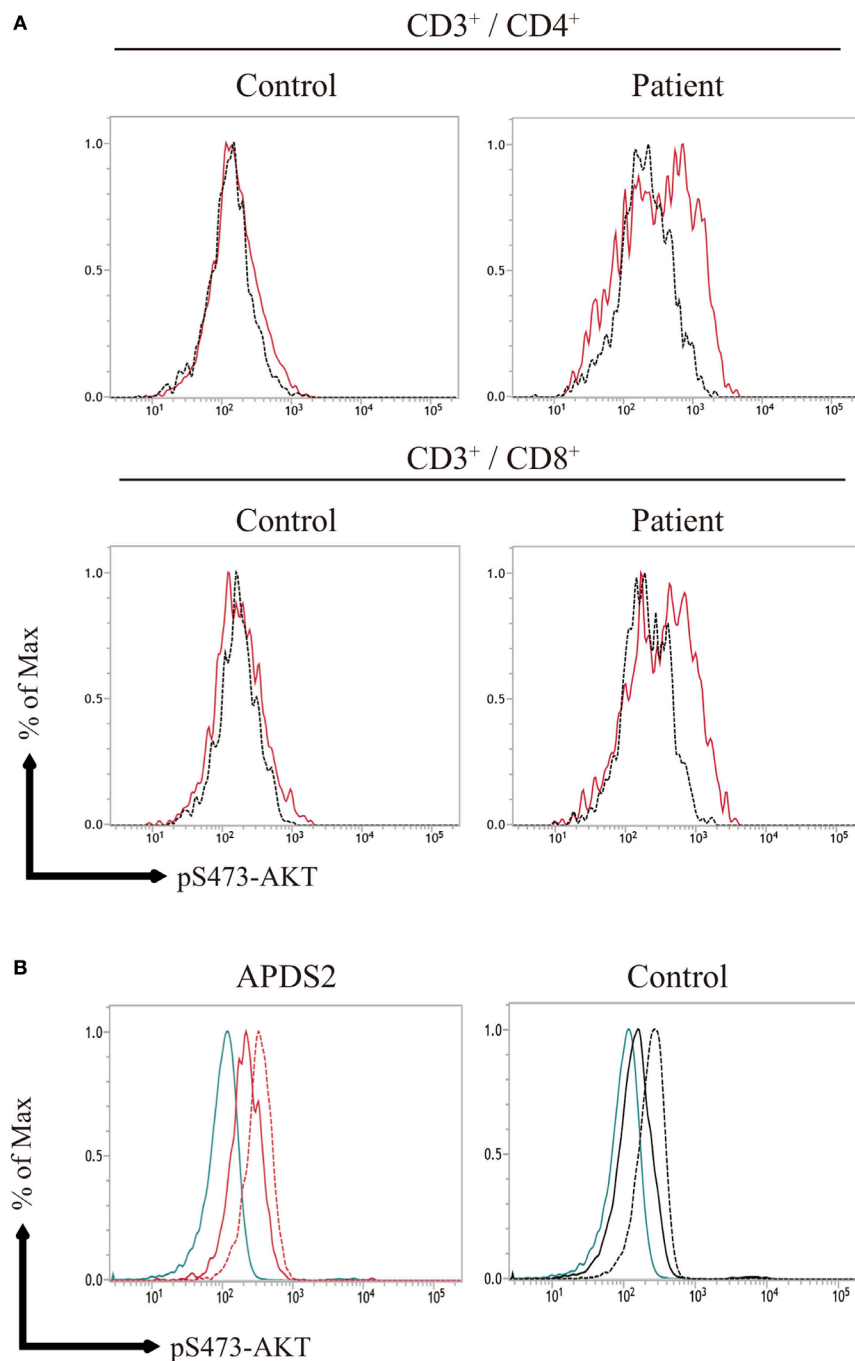 A
CD3⁺ / CD4⁺
Control Patient
1.0 1.0
0.5 0.5
0.0 0.0
10¹ 10² 10³ 10⁴ 10⁵ 10¹ 10² 10³ 10⁴ 10⁵
CD3⁺ / CD8⁺
Control Patient
1.0 1.0
0.5 0.5
0.0 0.0
10¹ 10² 10³ 10⁴ 10⁵ 10¹ 10² 10³ 10⁴ 10⁵
% of Max
pS473-AKT
B
APDS2 Control
1.0 1.0
0.5 0.5
0.0 0.0
10¹ 10² 10³ 10⁴ 10⁵ 10¹ 10² 10³ 10⁴ 10⁵
% of Max
pS473-AKT